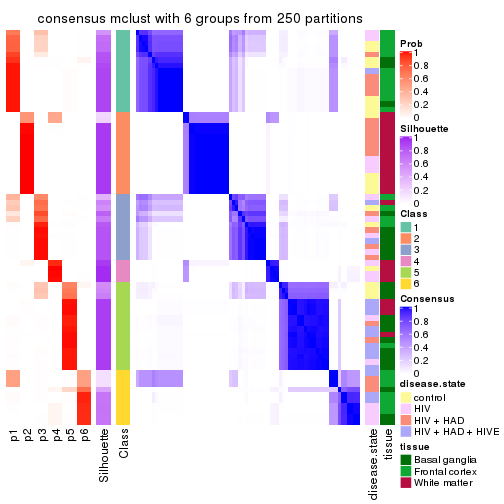 consensus mclust with 6 groups from 250 partitions
Prob
1
0.8
0.6
0.4
0.2
0
Silhouette
1
0.8
0.6
0.4
0.2
0
Class
1
2
3
4
5
6
Consensus
1
0.8
0.6
0.4
0.2
0
disease.state
control
HIV
HIV + HAD
HIV + HAD + HIVE
tissue
Basal ganglia
Frontal cortex
White matter
p1
p2
p3
p4
p5
p6
Silhouette
Class
disease.state
tissue